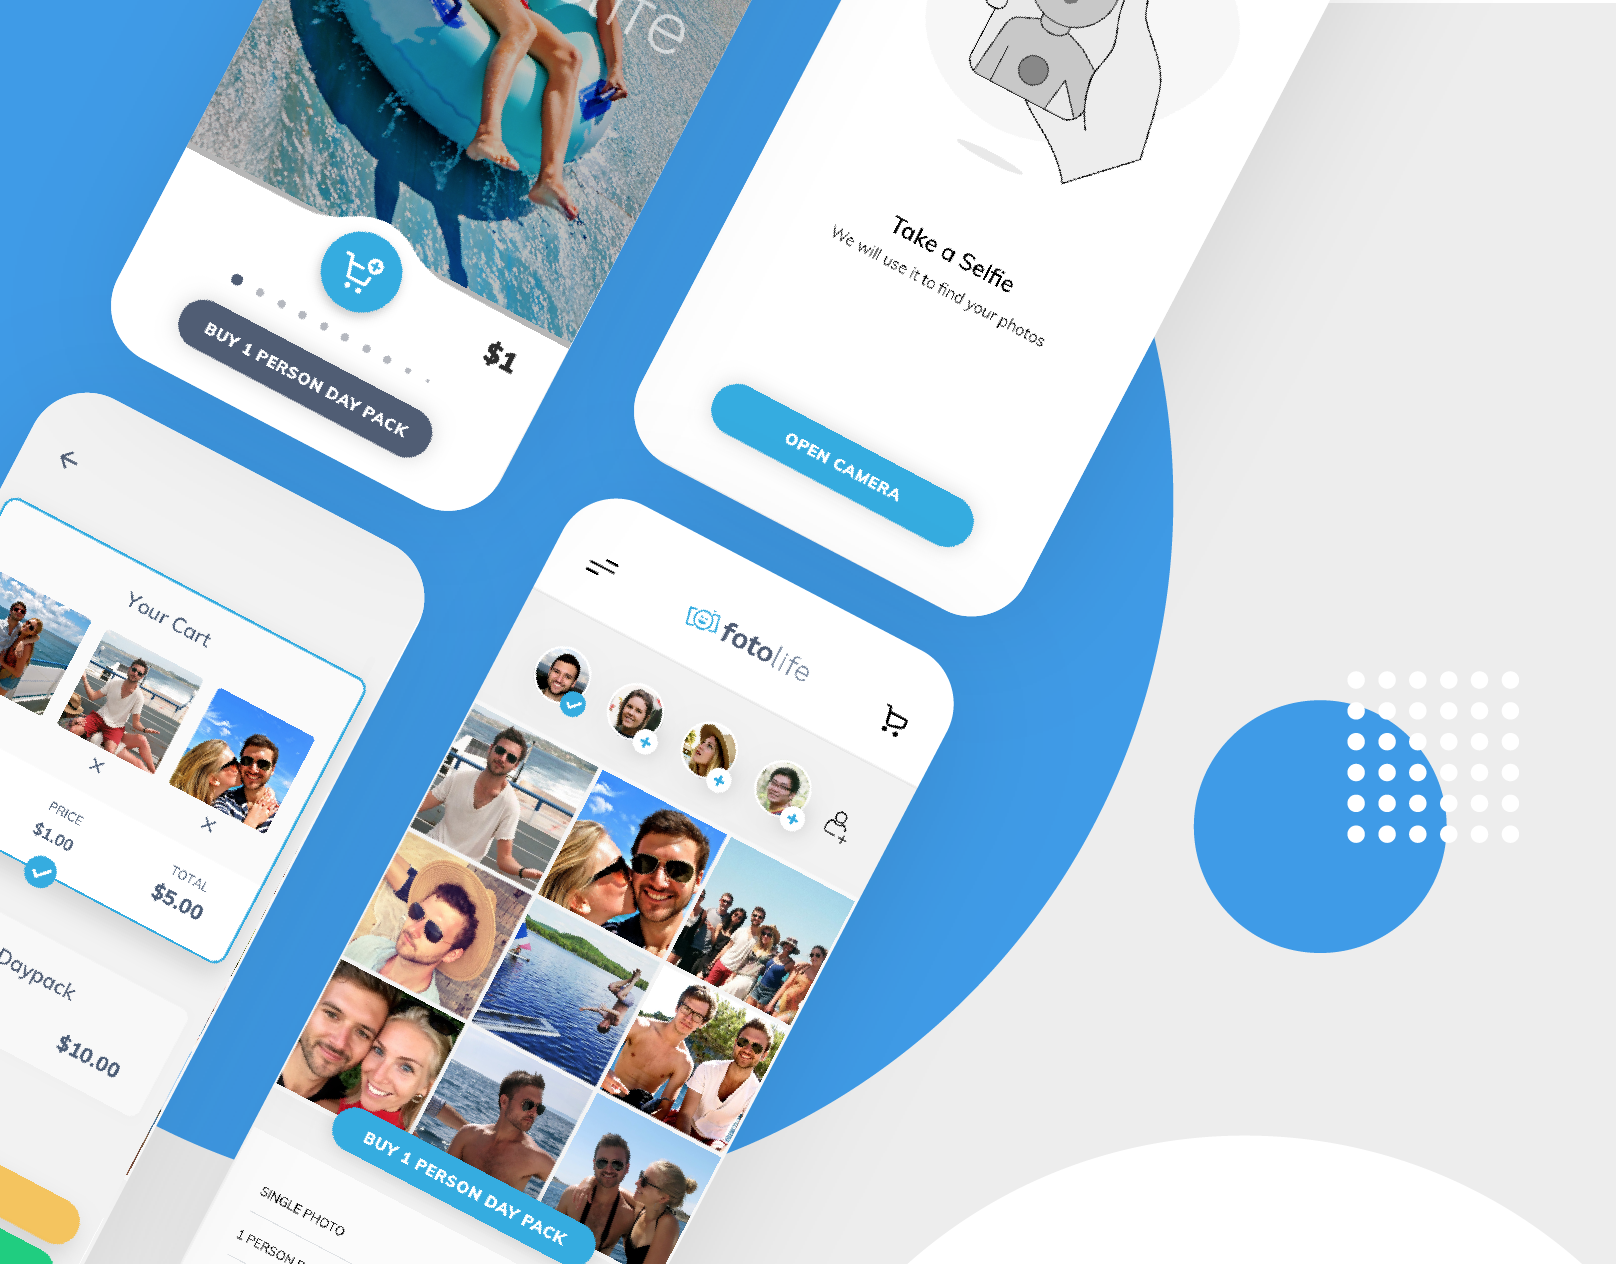 life
$1
BUY 1 PERSON DAY PACK
Take a Selfie
We will use it to find your photos
OPEN CAMERA
Your Cart
PRICE
$1.00
TOTAL
$5.00
Daypack
$10.00
fotolife
BUY 1 PERSON DAY PACK
SINGLE PHOTO
1 PERSON